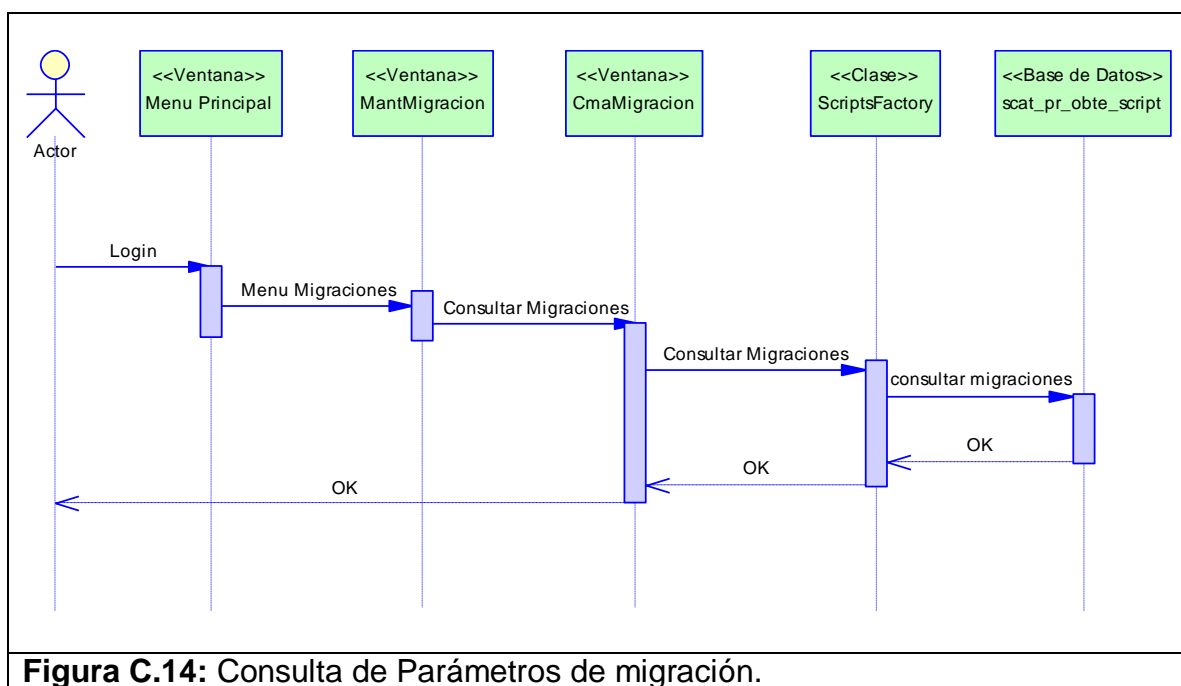 <<Ventana>>
Menu Principal
<<Ventana>>
MantMigracion
<<Ventana>>
CmaMigracion
<<Clase>>
ScriptsFactory
<<Base de Datos>>
scat_pr_obte_script
Actor
Login
Menu Migraciones
Consultar Migraciones
Consultar Migraciones
consultar migraciones
OK
OK
OK
Figura C.14: Consulta de Parámetros de migración.